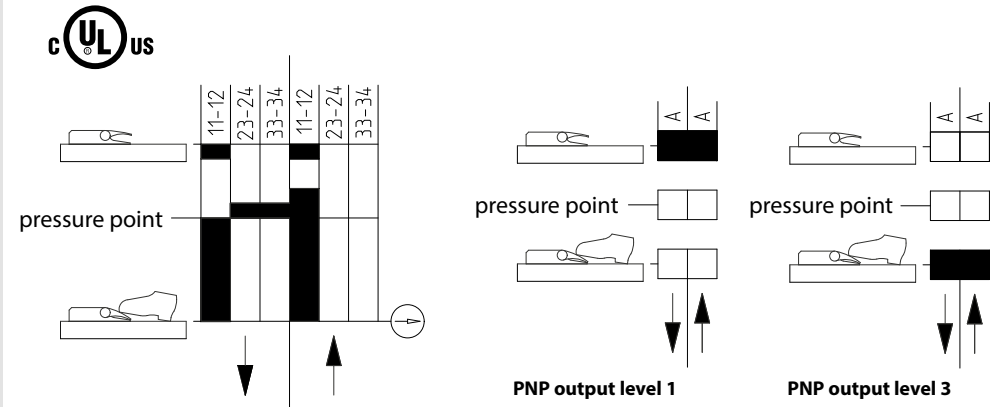 c UL US
®
11-12
23-24
33-34
11-12
23-24
33-34
pressure point
A
A
pressure point
PNP output level 1
A
A
pressure point
PNP output level 3